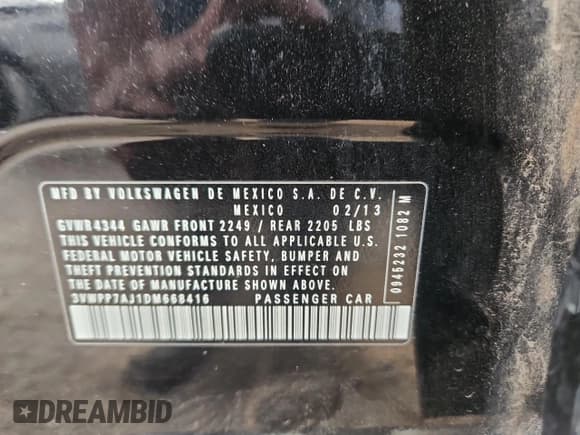 MFD BY VOLKSWAGEN DE MEXICO S.A. DE C.V.
MEXICO 02/13
GVWR4344 GAWR FRONT 2249 / REAR 2205 LBS
THIS VEHICLE CONFORMS TO ALL APPLICABLE U.S.
FEDERAL MOTOR VEHICLE SAFETY, BUMPER AND
THEFT PREVENTION STANDARDS IN EFFECT ON
THE DATE OF MANUFACTURE SHOWN ABOVE.
3VWPP7AJ1DM668416 PASSENGER CAR
0945232 1082 M
DREAMBID